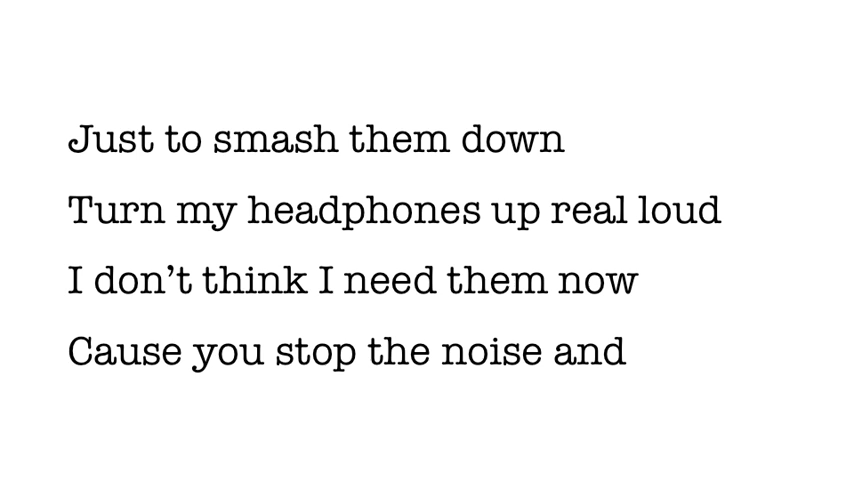 Just to smash them down
Turn my headphones up real loud
I don’t think I need them now
Cause you stop the noise and